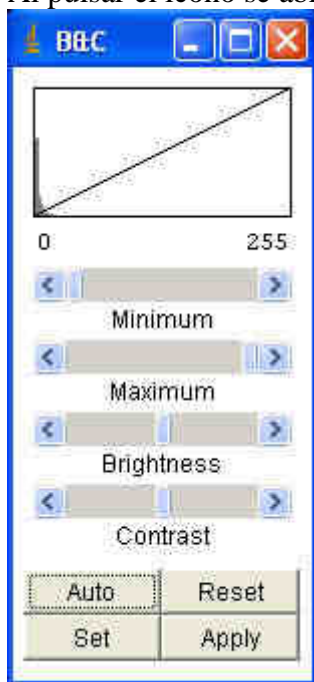 B&C
0 255
Minimum
Maximum
Brightness
Contrast
Auto Reset
Set Apply